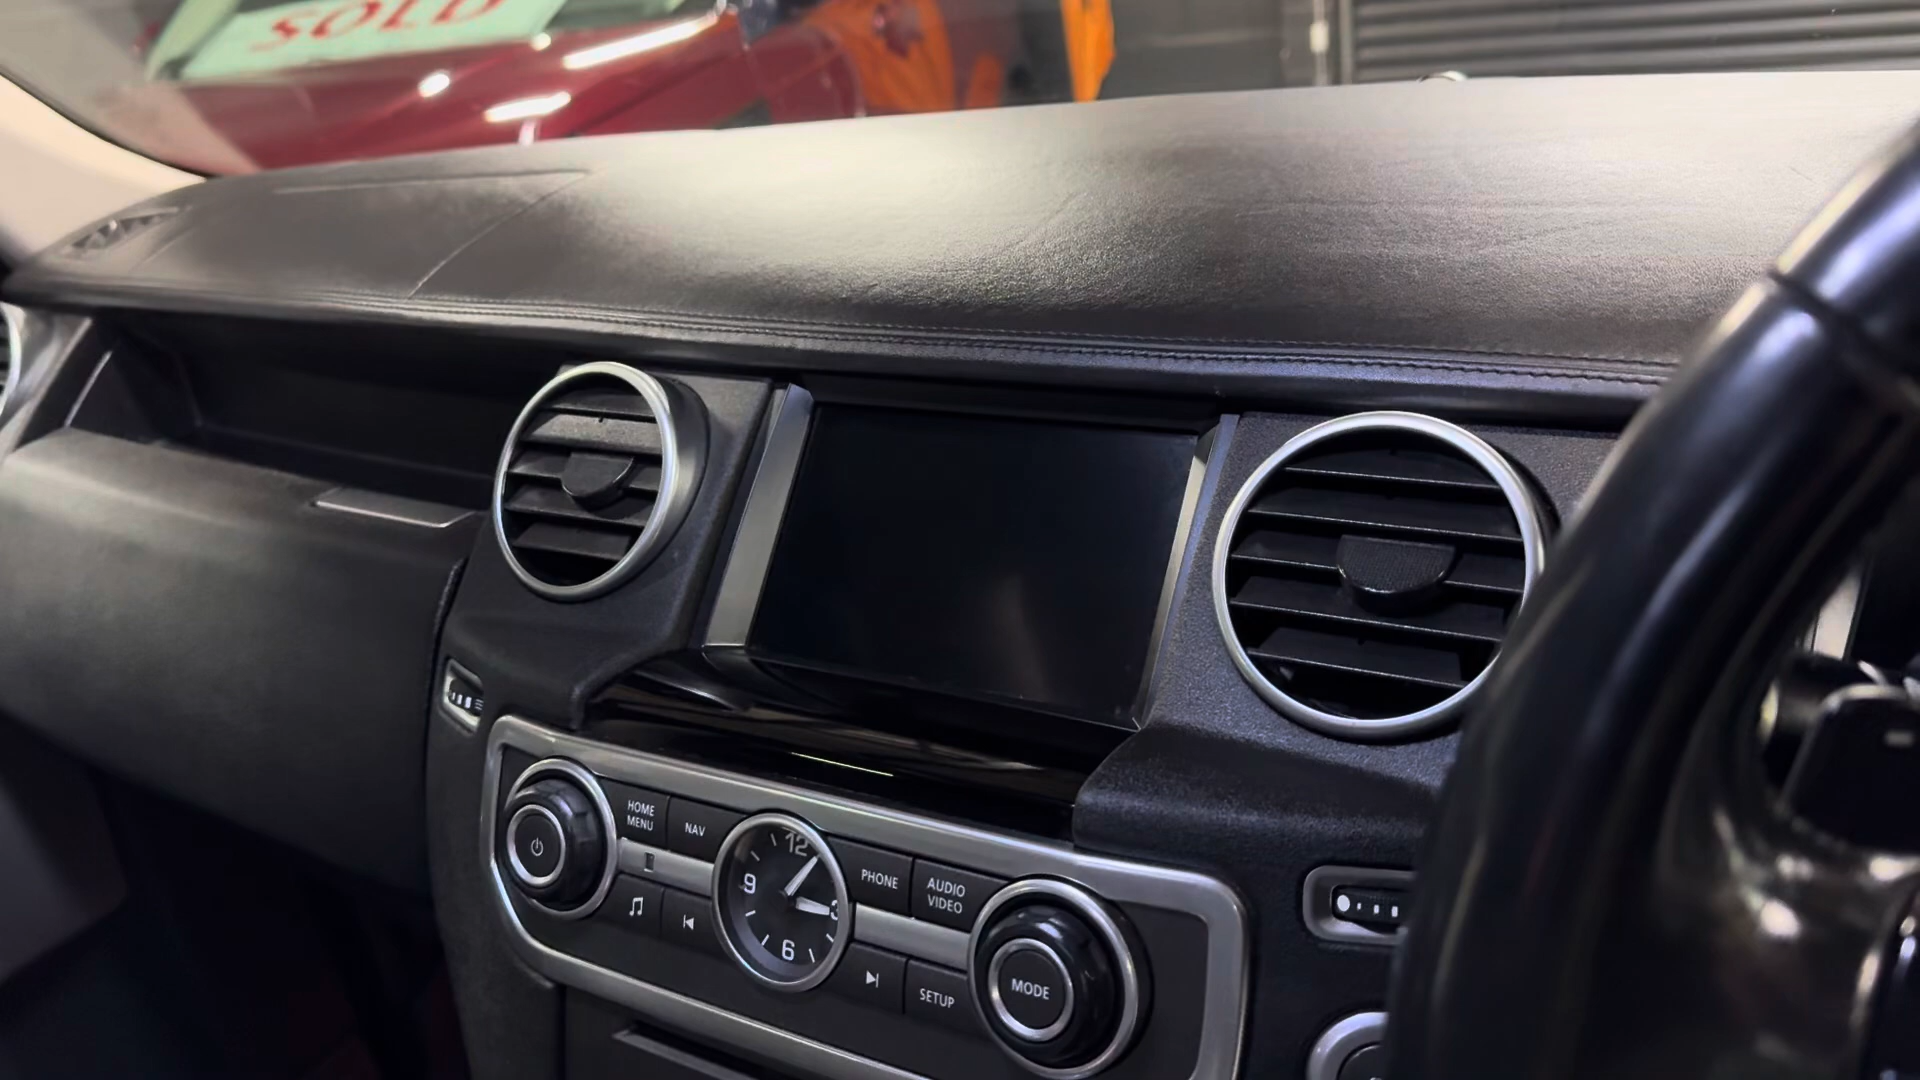 SOLD
HOME
MENU
NAV
12
9
3
6
PHONE
AUDIO
VIDEO
SETUP
MODE